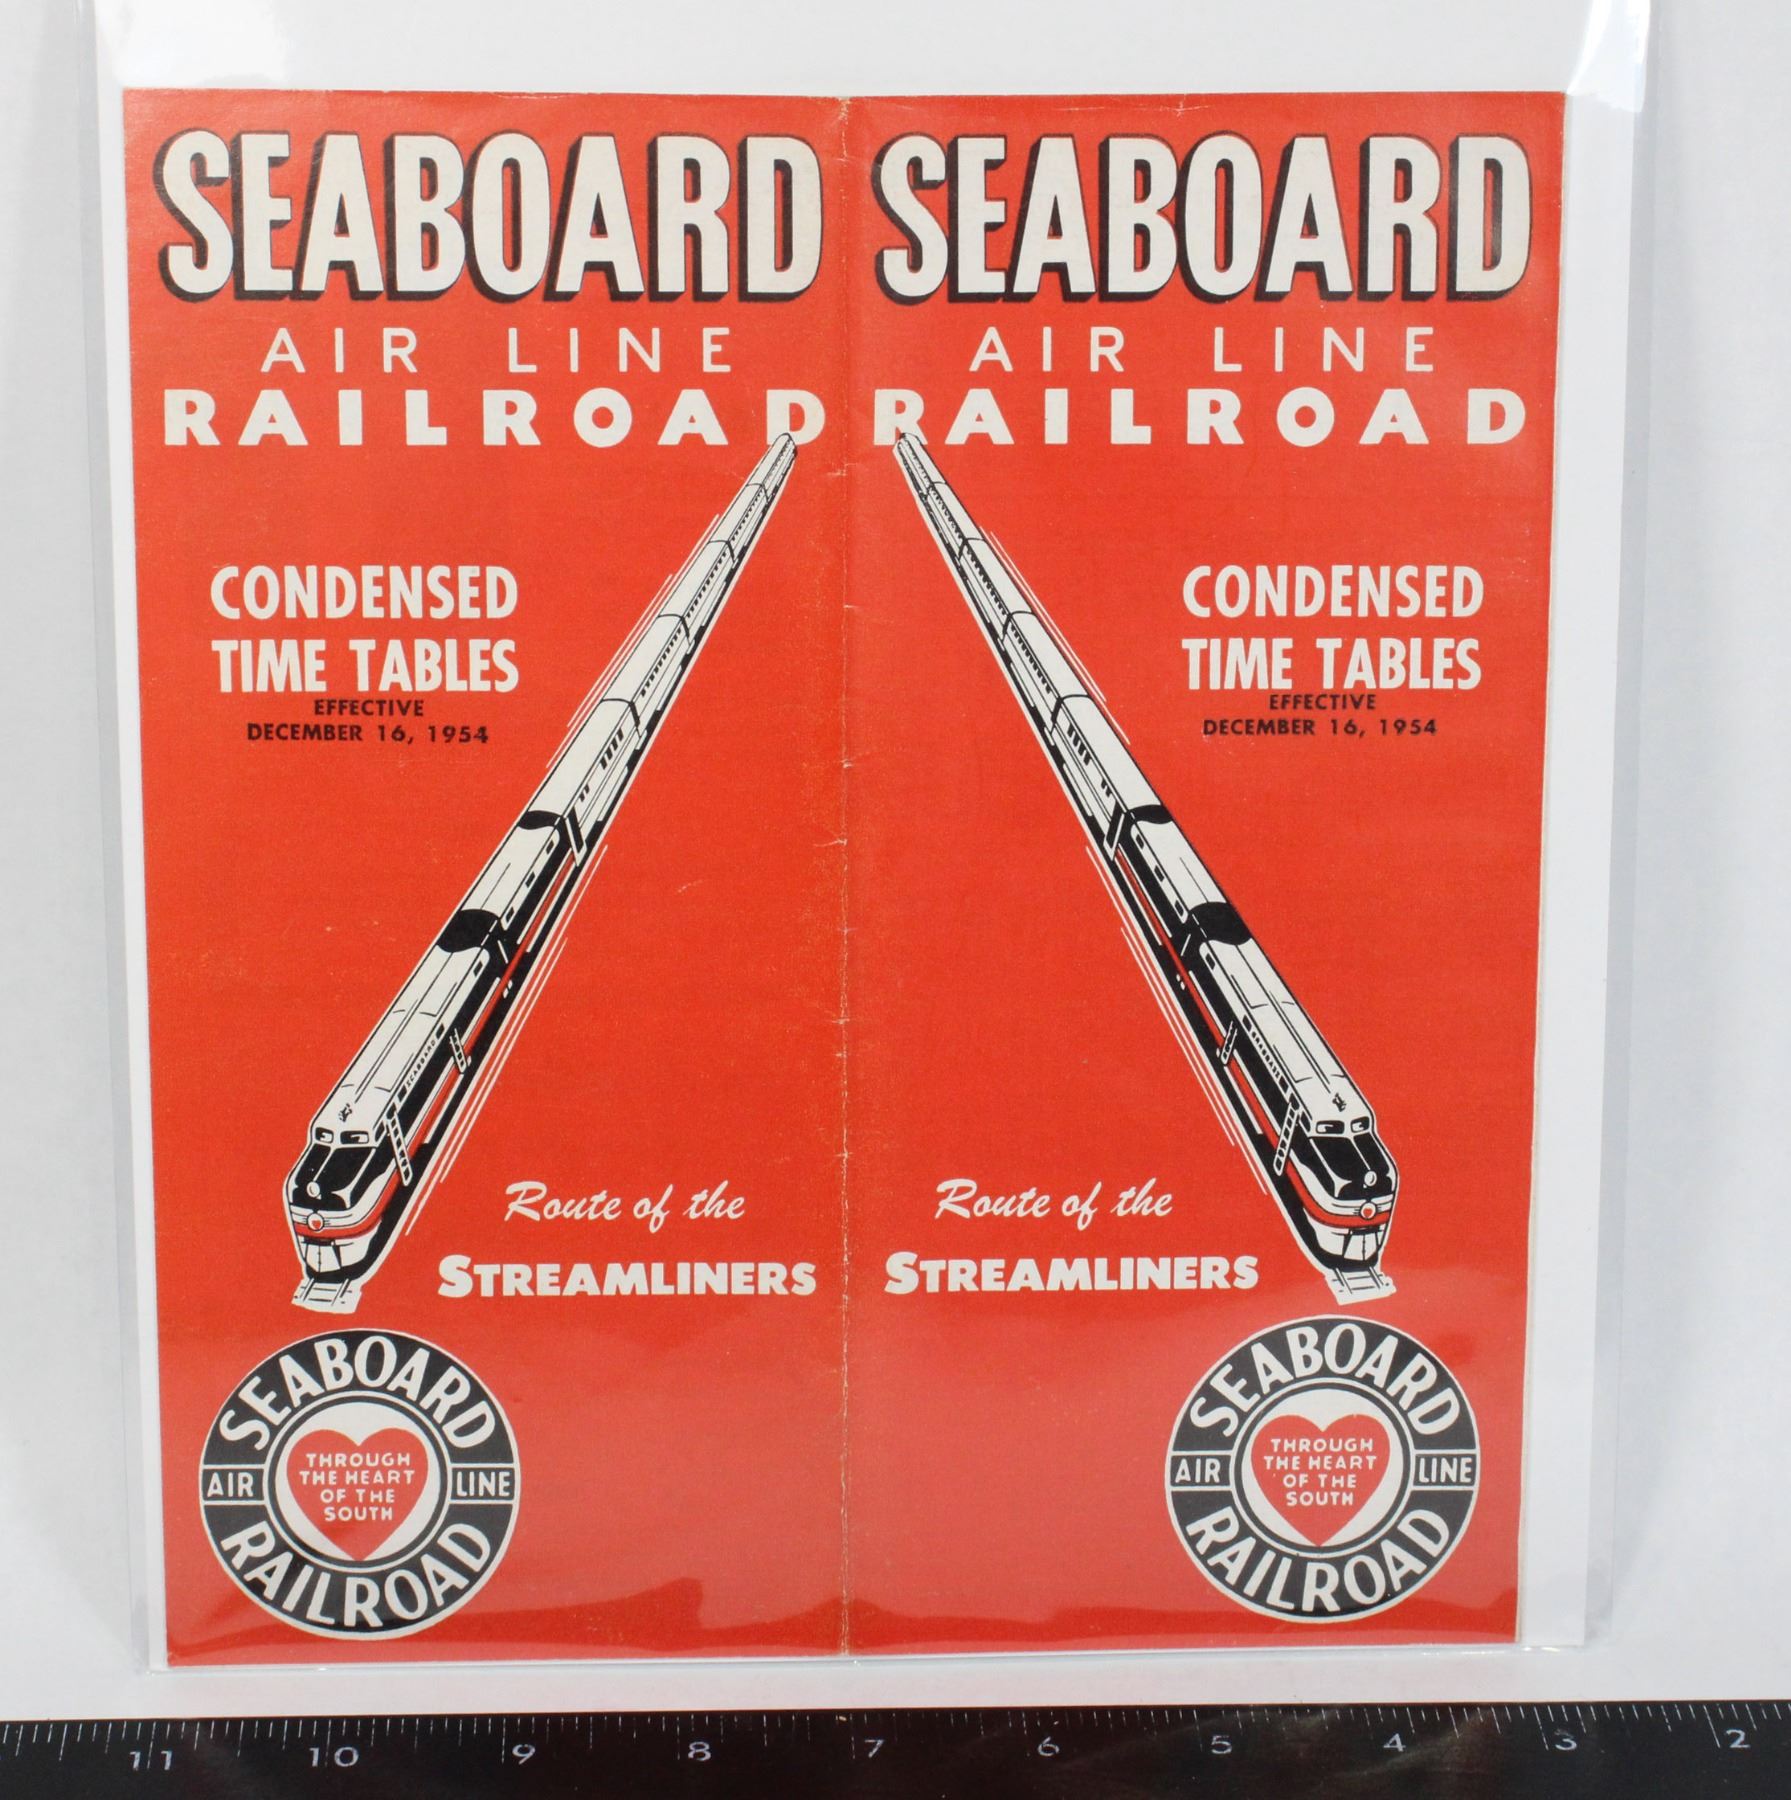 SEABOARD
AIR LINE
RAILROAD
CONDENSED
TIME TABLES
EFFECTIVE
DECEMBER 16, 1954
SEABOARD
Route of the
STREAMLINERS
SEABOARD
AIR LINE
RAILROAD
THROUGH
THE HEART
OF THE
SOUTH
SEABOARD
AIR LINE
RAILROAD
CONDENSED
TIME TABLES
EFFECTIVE
DECEMBER 16, 1954
SEABOARD
Route of the
STREAMLINERS
SEABOARD
AIR LINE
RAILROAD
THROUGH
THE HEART
OF THE
SOUTH
11 10 9 8 7 6 5 4 3 2